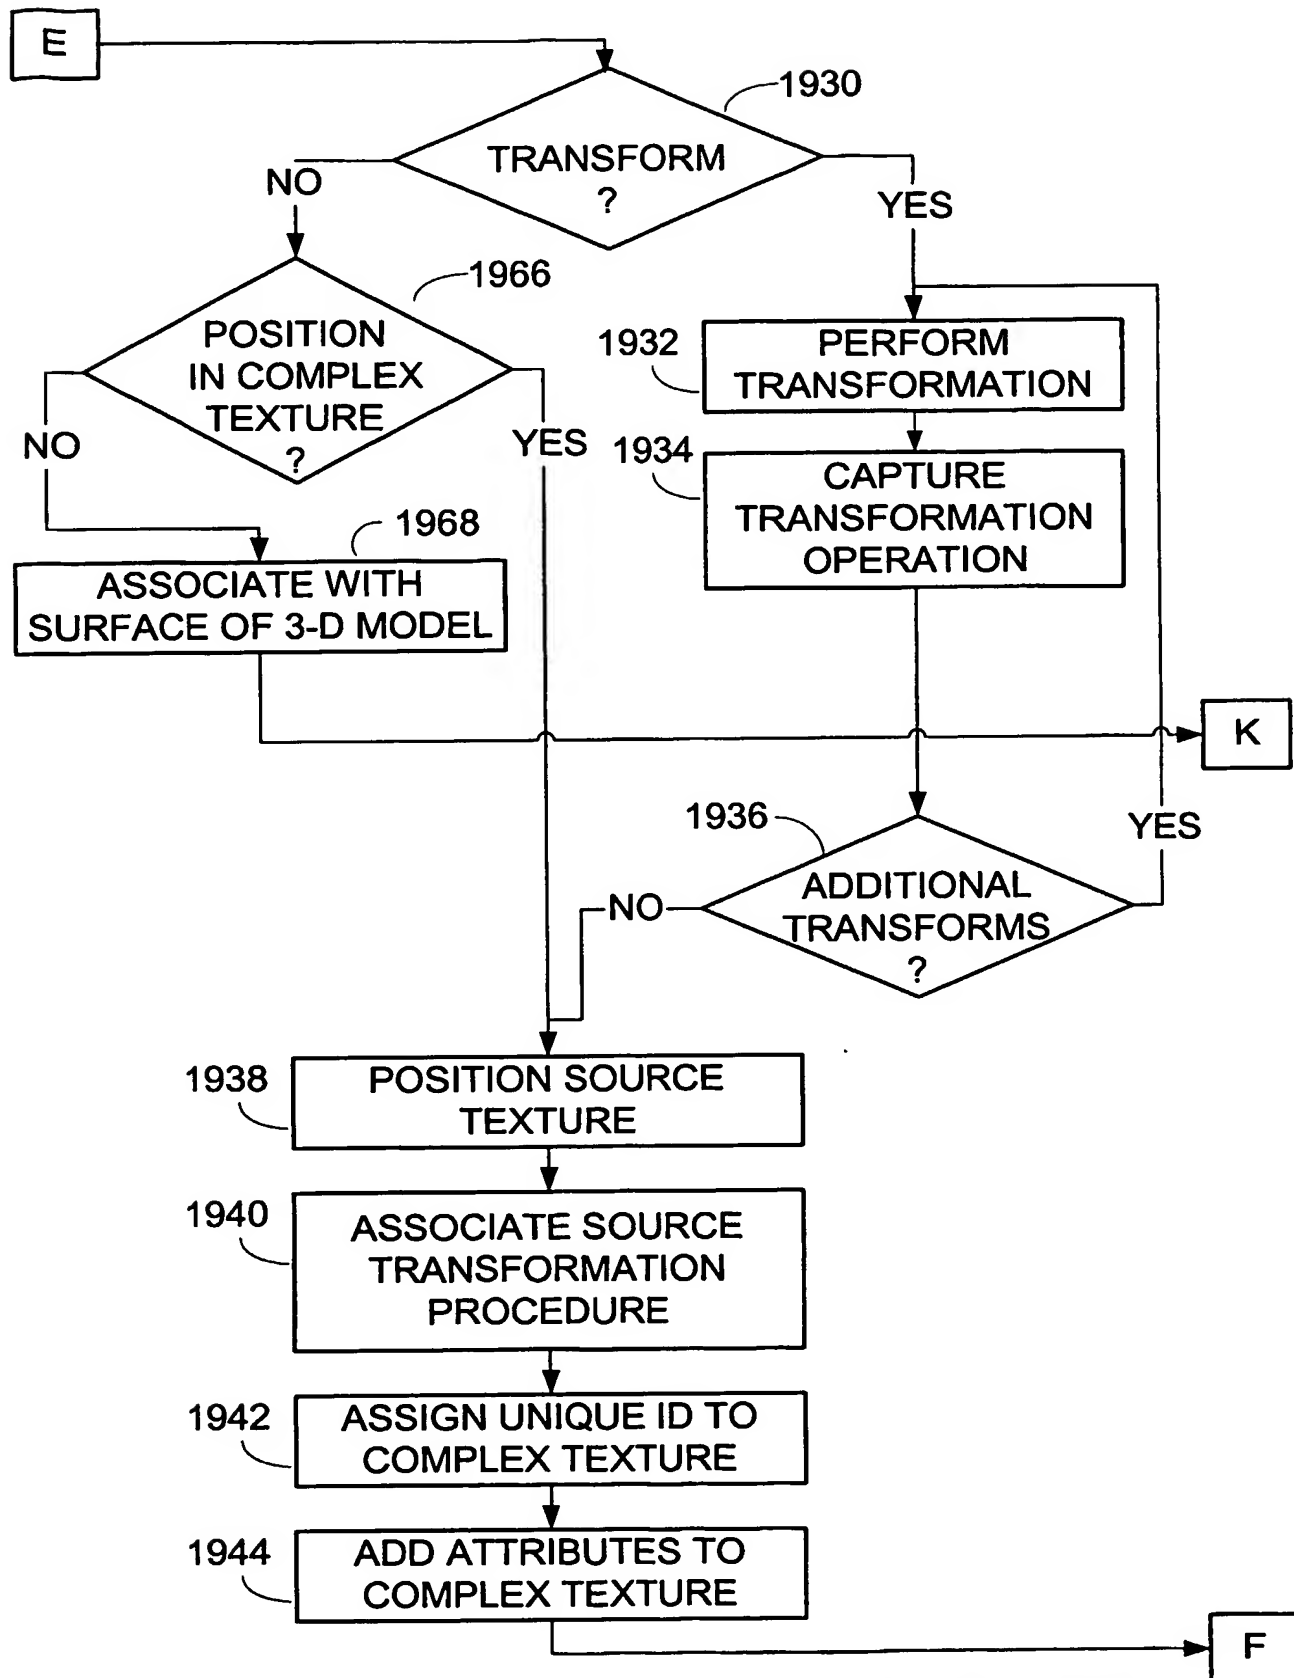 E
1930
TRANSFORM
?
NO
YES
1966
POSITION
IN COMPLEX
TEXTURE
?
NO
YES
1932
PERFORM
TRANSFORMATION
1934
CAPTURE
TRANSFORMATION
OPERATION
1968
ASSOCIATE WITH
SURFACE OF 3-D MODEL
K
1936
YES
ADDITIONAL
TRANSFORMS
?
NO
1938
POSITION SOURCE
TEXTURE
1940
ASSOCIATE SOURCE
TRANSFORMATION
PROCEDURE
1942
ASSIGN UNIQUE ID TO
COMPLEX TEXTURE
1944
ADD ATTRIBUTES TO
COMPLEX TEXTURE
F